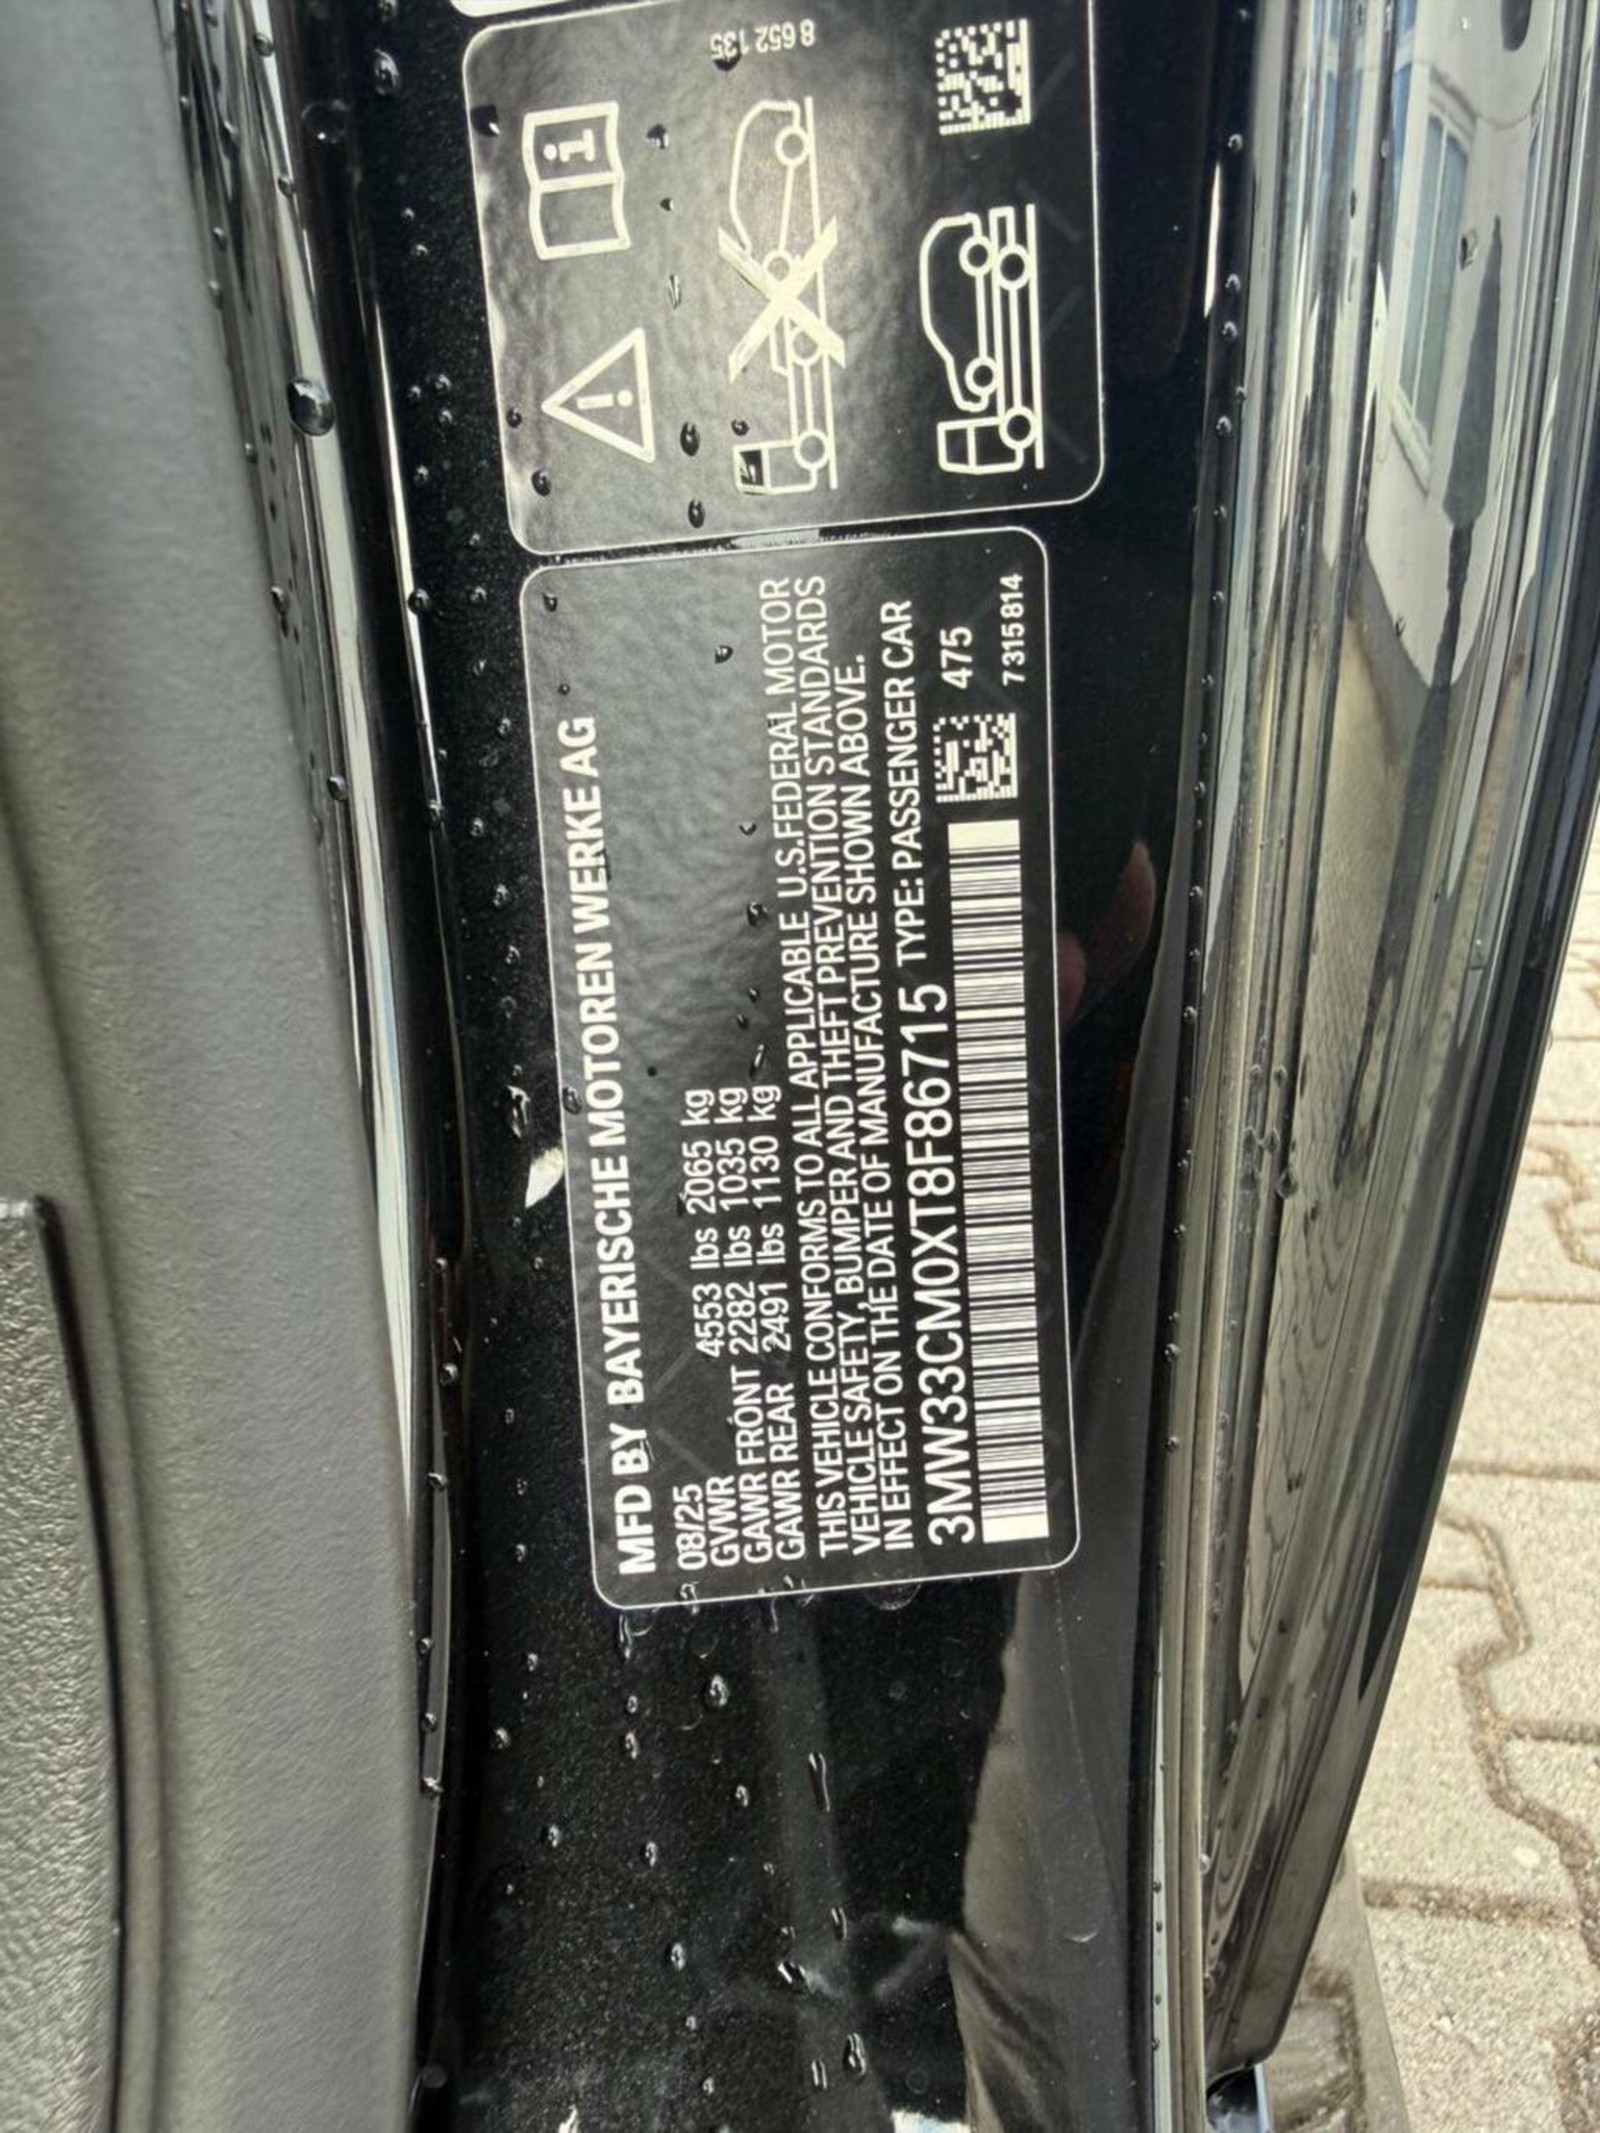 MFD BY BAYERISCHE MOTOREN WERKE AG
08/25
GVWR 4553 lbs 2065 kg
GAWR FRONT 2282 lbs 1035 kg
GAWR REAR 2491 lbs 1130 kg
THIS VEHICLE CONFORMS TO ALL APPLICABLE U.S. FEDERAL MOTOR
VEHICLE SAFETY, BUMPER AND THEFT PREVENTION STANDARDS
IN EFFECT ON THE DATE OF MANUFACTURE SHOWN ABOVE.
3MW33CM0XT8F86715 TYPE: PASSENGER CAR
475
7 315 814
8 652 135